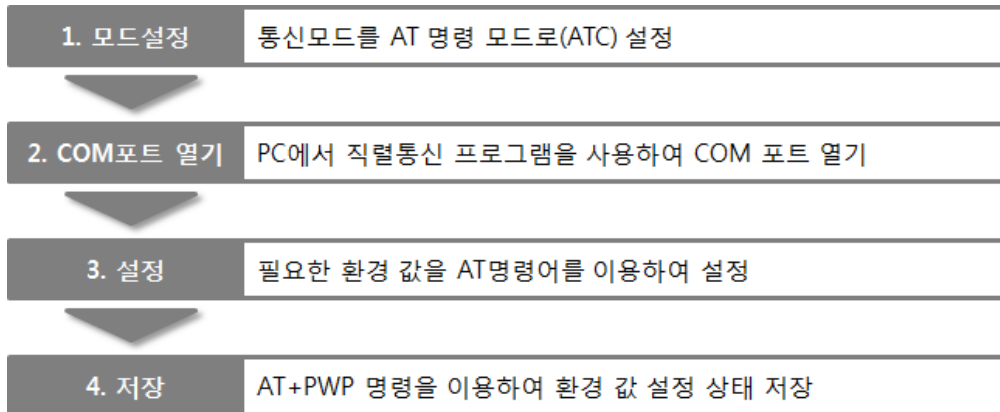 1. 모드설정 통신모드를 AT 명령 모드로(ATC) 설정
2. COM포트 열기 PC에서 직렬통신 프로그램을 사용하여 COM 포트 열기
3. 설정 필요한 환경 값을 AT명령어를 이용하여 설정
4. 저장 AT+PWP 명령을 이용하여 환경 값 설정 상태 저장